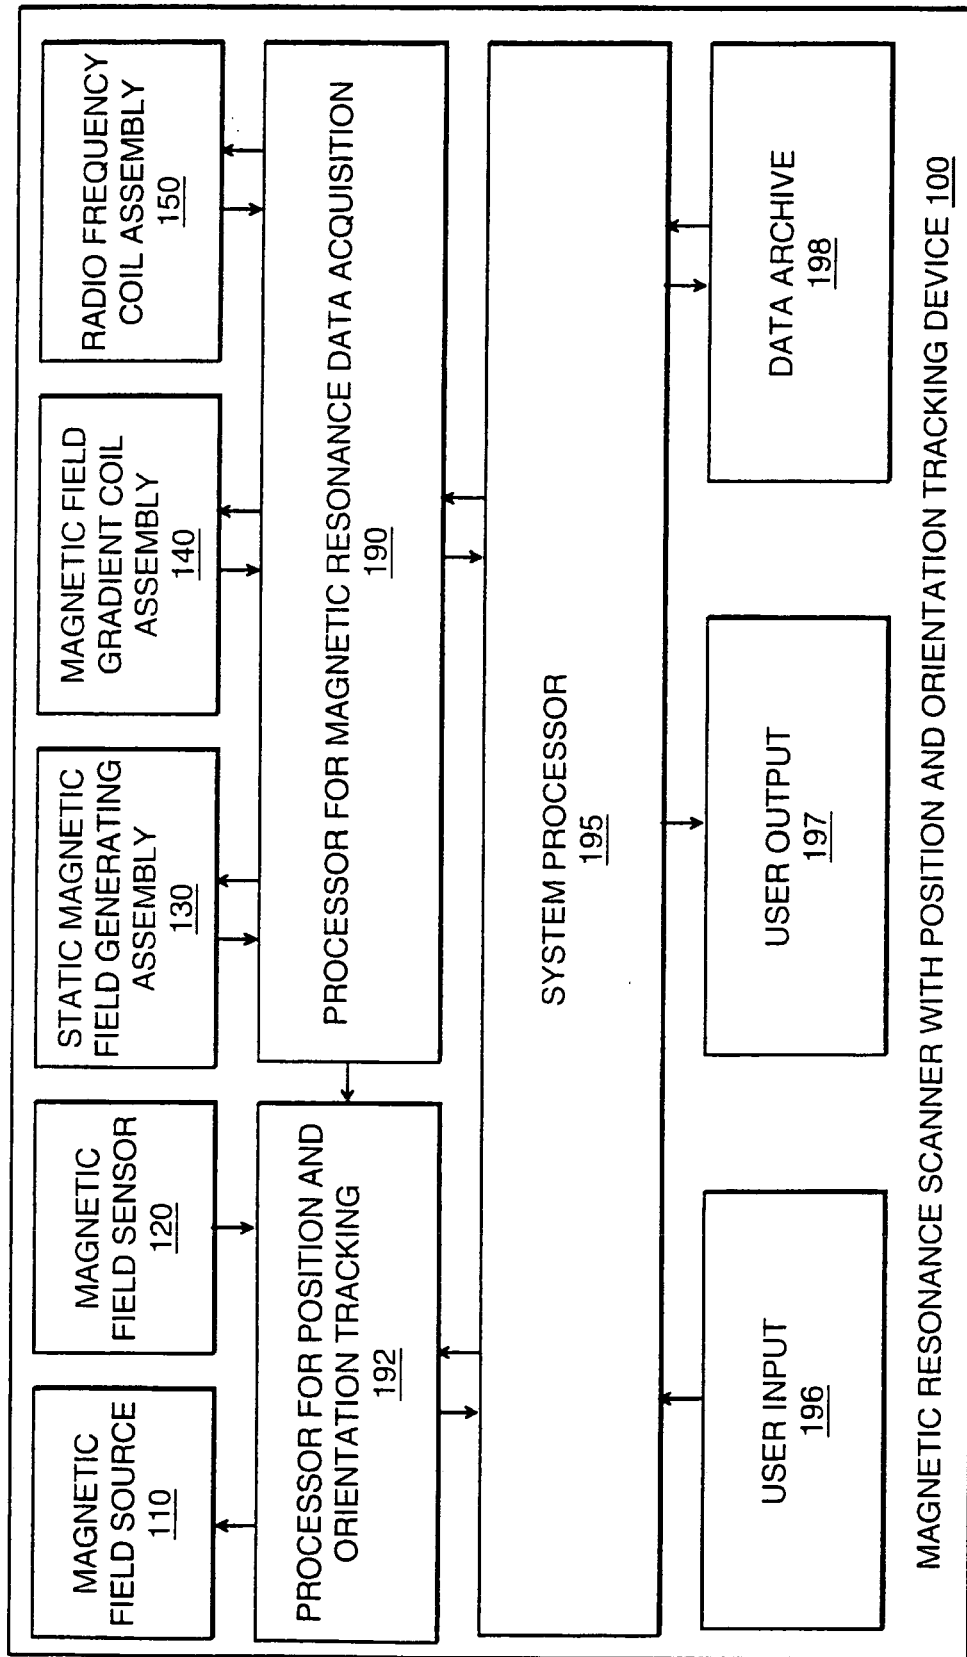 MAGNETIC
FIELD SOURCE
110
MAGNETIC
FIELD SENSOR
120
STATIC MAGNETIC
FIELD GENERATING
ASSEMBLY
130
MAGNETIC FIELD
GRADIENT COIL
ASSEMBLY
140
RADIO FREQUENCY
COIL ASSEMBLY
150
PROCESSOR FOR POSITION AND
ORIENTATION TRACKING
192
PROCESSOR FOR MAGNETIC RESONANCE DATA ACQUISITION
190
SYSTEM PROCESSOR
195
USER INPUT
196
USER OUTPUT
197
DATA ARCHIVE
198
MAGNETIC RESONANCE SCANNER WITH POSITION AND ORIENTATION TRACKING DEVICE 100